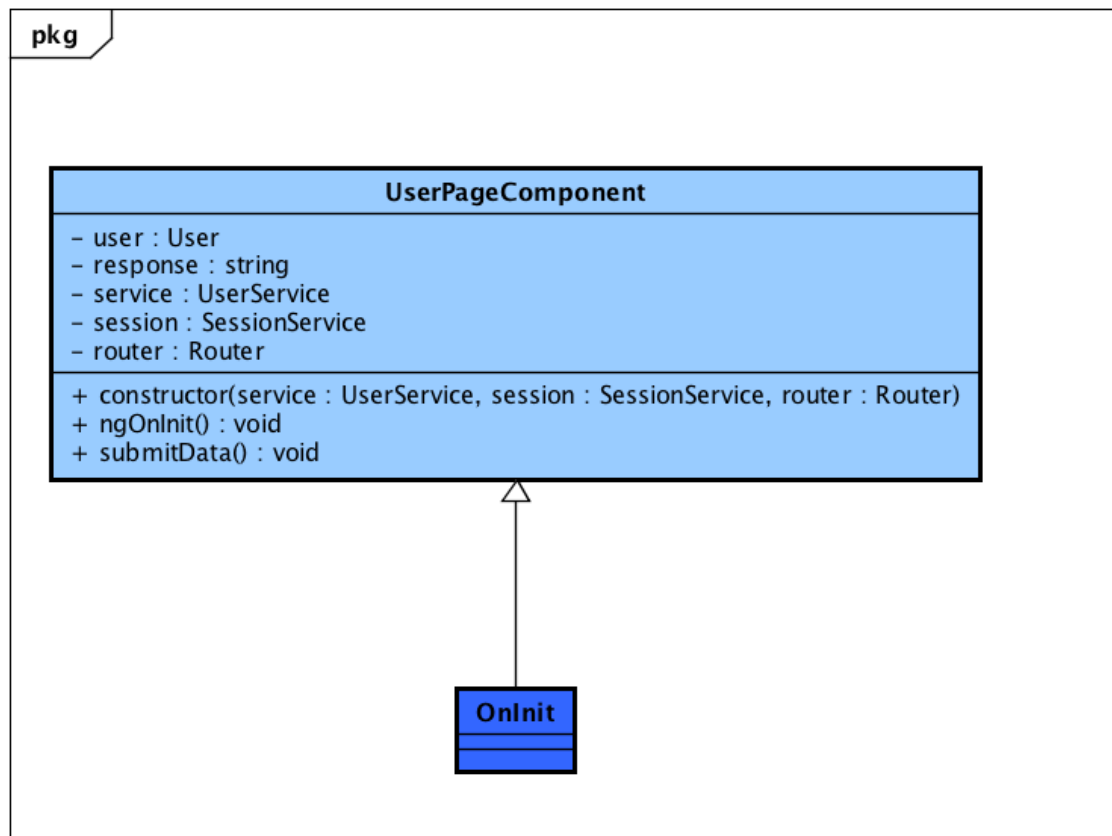 pkg
UserPageComponent
– user : User
– response : string
– service : UserService
– session : SessionService
– router : Router
+ constructor(service : UserService, session : SessionService, router : Router)
+ ngOnInit() : void
+ submitData() : void
OnInit